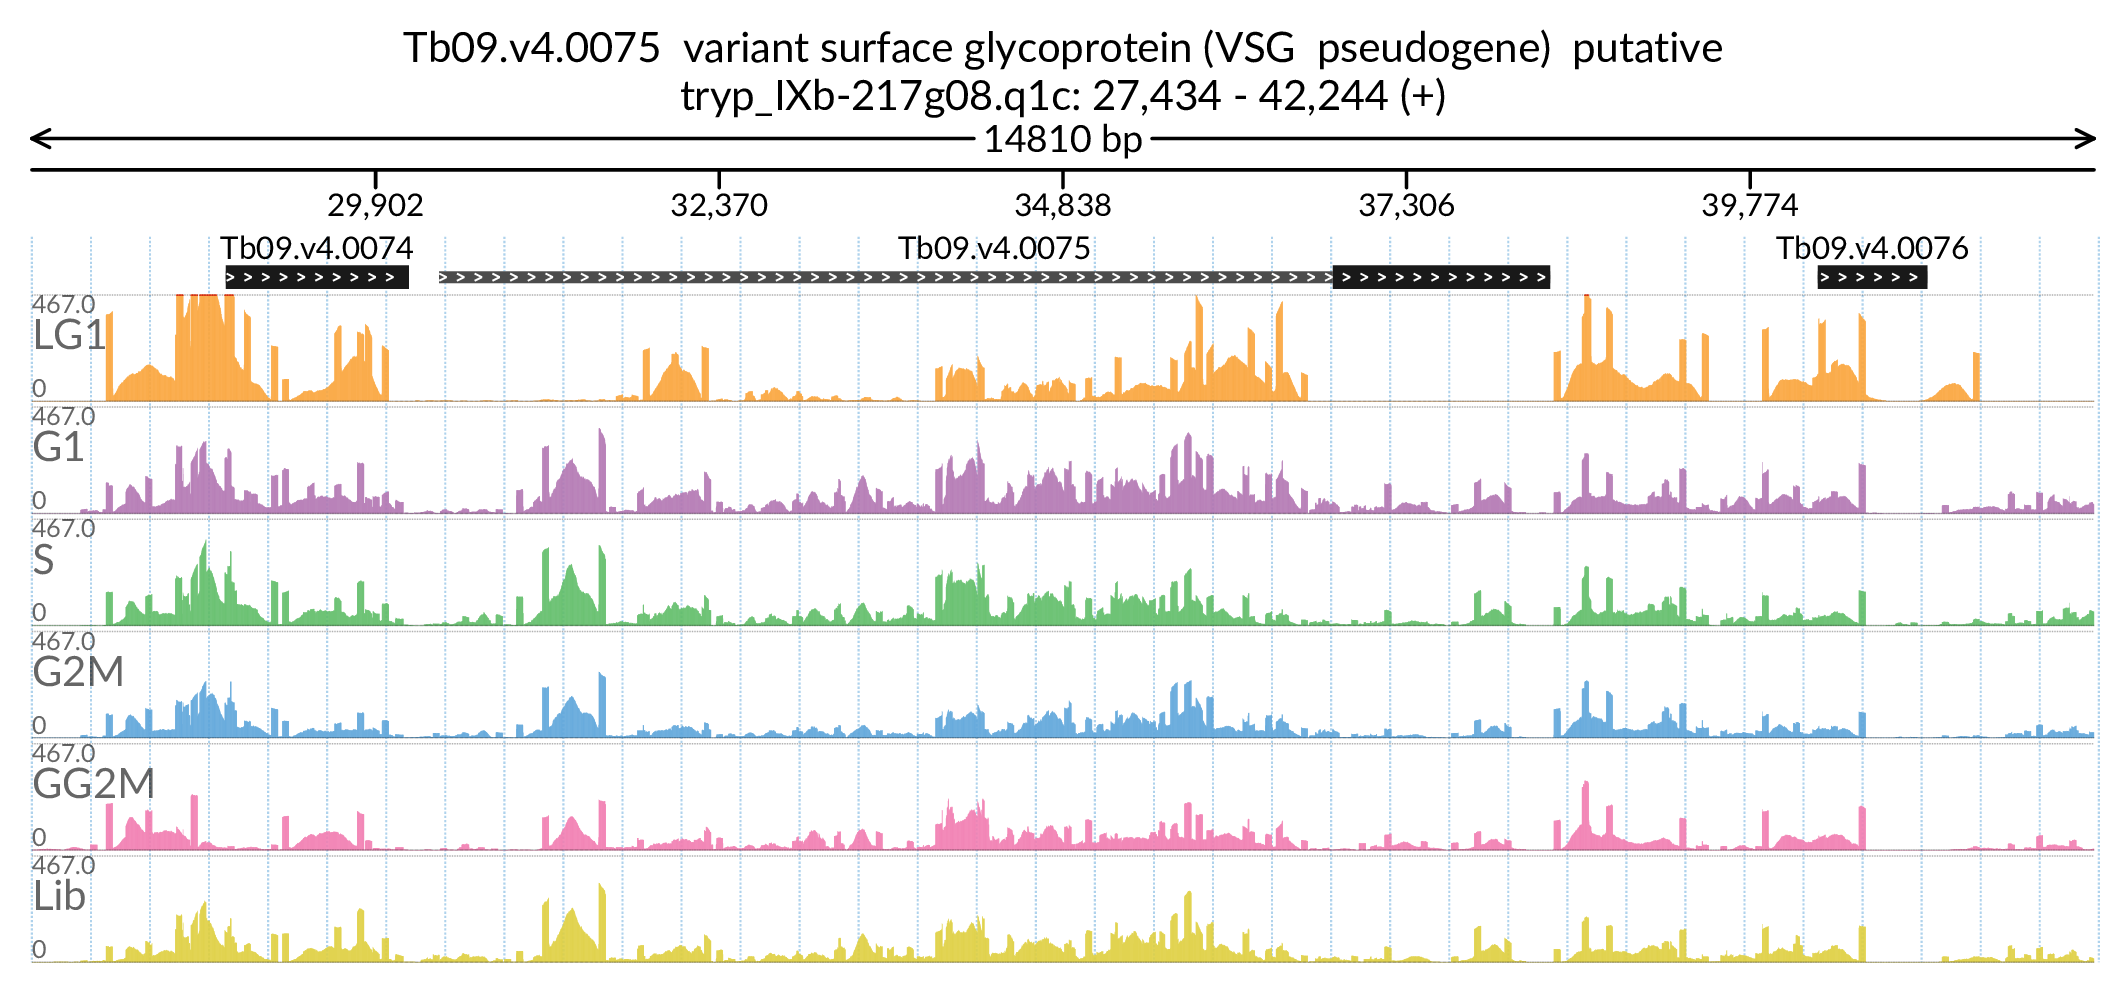 Tb09.v4.0075 variant surface glycoprotein (VSG pseudogene) putative
tryp_IXb-217g08.q1c: 27,434 - 42,244 (+)
14810 bp
29,902 32,370 34,838 37,306 39,774
Tb09.v4.0074 Tb09.v4.0075 Tb09.v4.0076
467.0
LG1
0
467.0
G1
0
467.0
S
0
467.0
G2M
0
467.0
GG2M
0
467.0
Lib
0